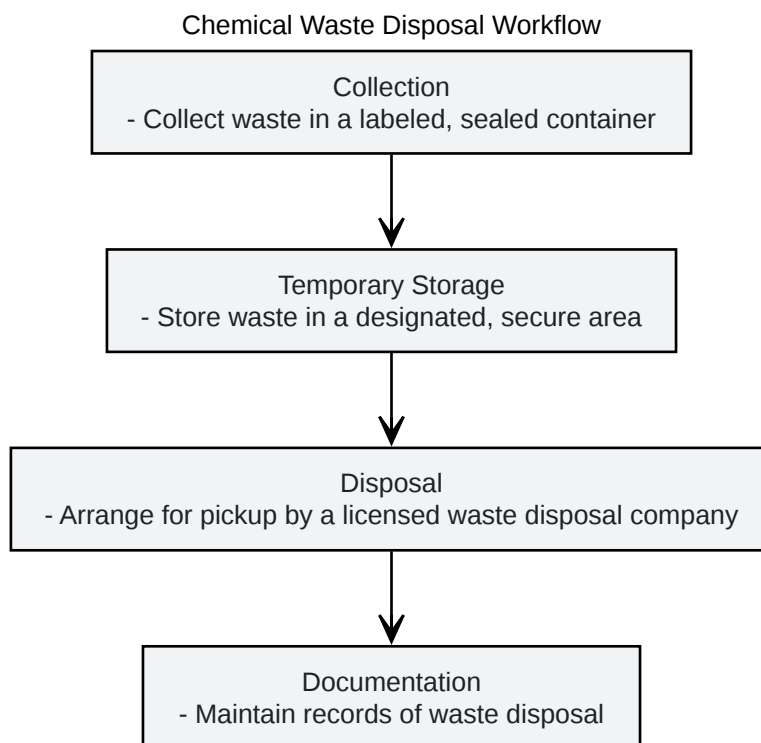 Chemical Waste Disposal Workflow
Collection
- Collect waste in a labeled, sealed container
Temporary Storage
- Store waste in a designated, secure area
Disposal
- Arrange for pickup by a licensed waste disposal company
Documentation
- Maintain records of waste disposal